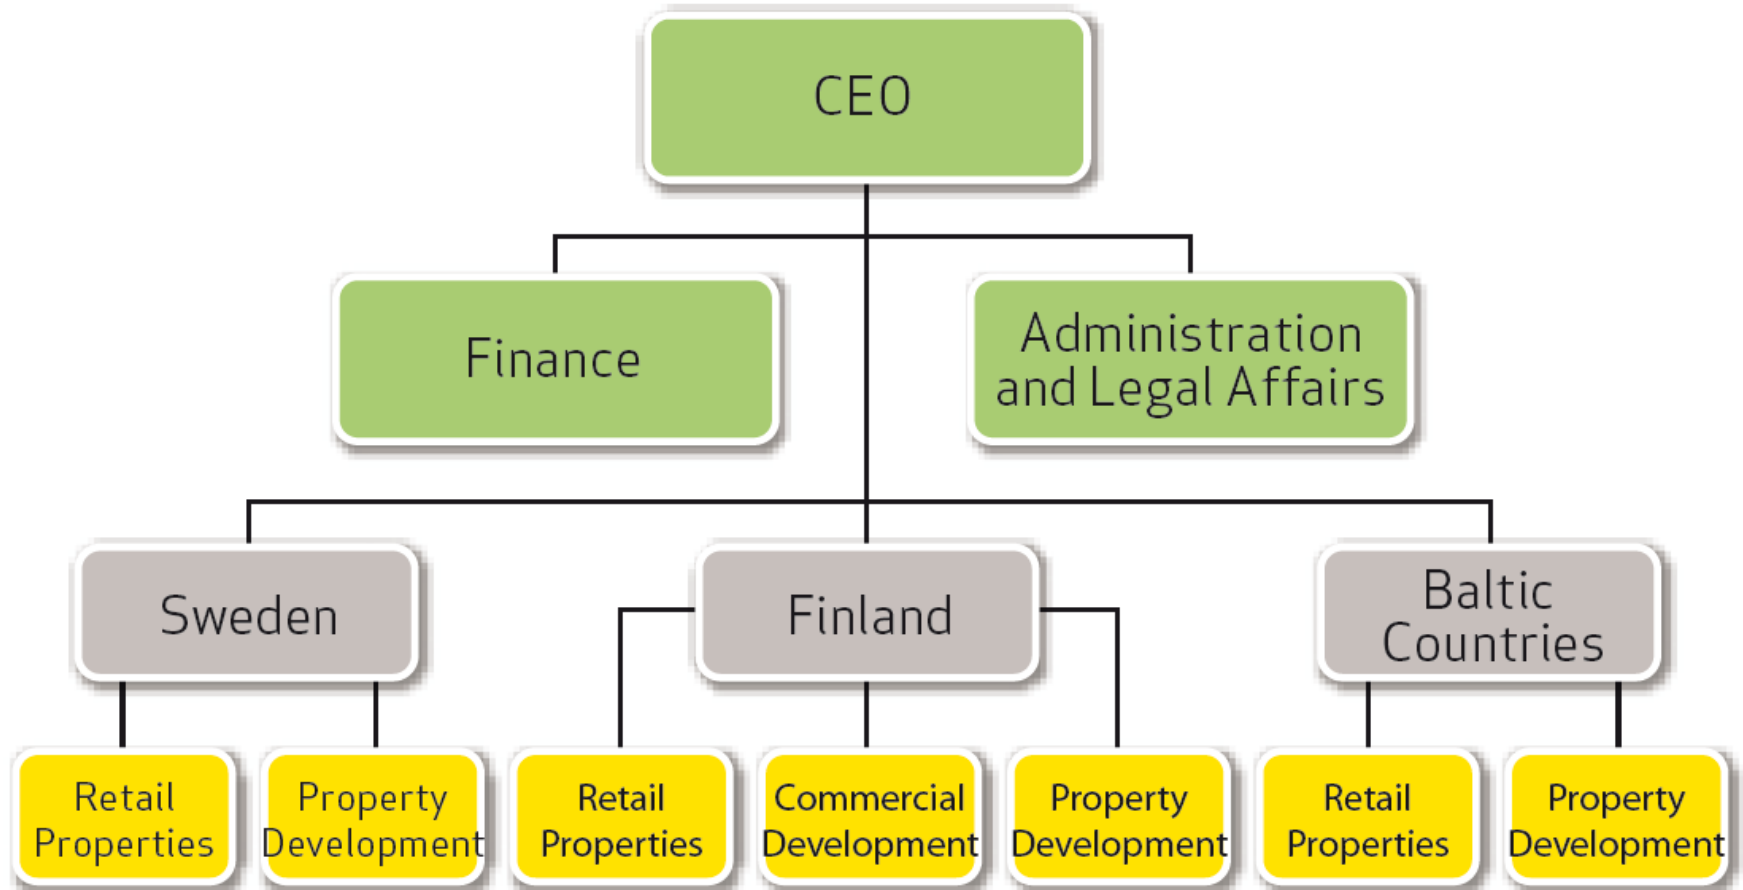 CEO
Finance
Administration
and Legal Affairs
Sweden
Finland
Baltic
Countries
Retail
Properties
Property
Development
Retail
Properties
Commercial
Development
Property
Development
Retail
Properties
Property
Development